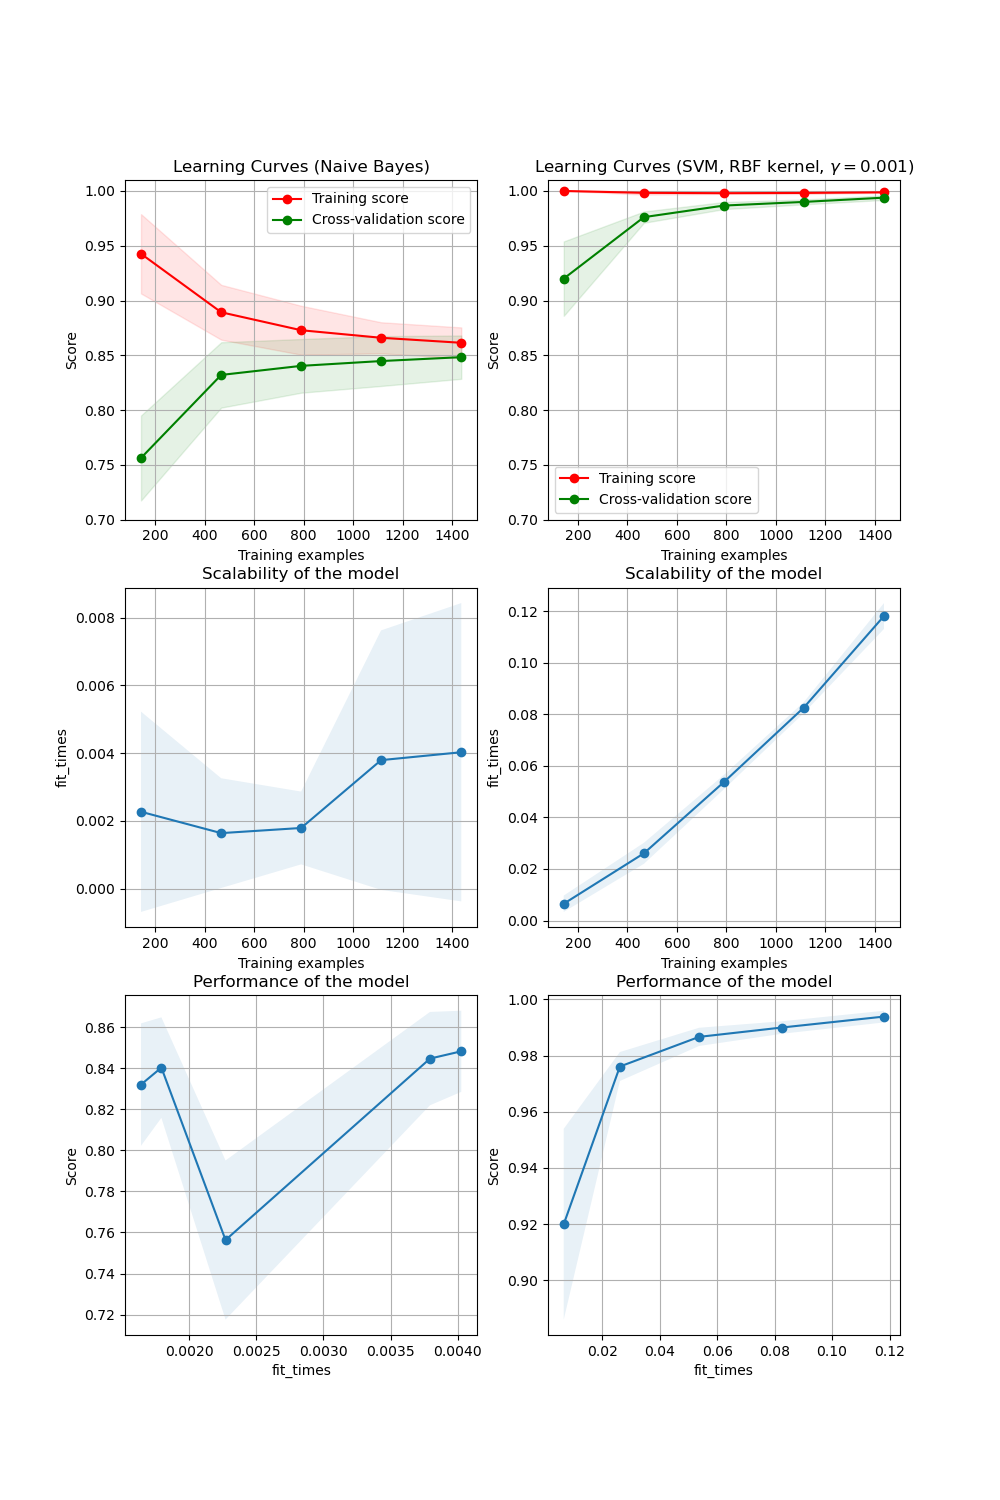 Learning Curves (Naive Bayes)
1.00
0.95
0.90
0.85
0.80
0.75
0.70
Score
Training score
Cross-validation score
200 400 600 800 1000 1200 1400
Training examples
Learning Curves (SVM, RBF kernel, γ = 0.001)
1.00
0.95
0.90
0.85
0.80
0.75
0.70
Score
Training score
Cross-validation score
200 400 600 800 1000 1200 1400
Training examples
Scalability of the model
0.008
0.006
0.004
0.002
0.000
fit_times
200 400 600 800 1000 1200 1400
Training examples
Scalability of the model
0.12
0.10
0.08
0.06
0.04
0.02
0.00
fit_times
200 400 600 800 1000 1200 1400
Training examples
Performance of the model
0.86
0.84
0.82
0.80
0.78
0.76
0.74
0.72
Score
0.0020 0.0025 0.0030 0.0035 0.0040
fit_times
Performance of the model
1.00
0.98
0.96
0.94
0.92
0.90
Score
0.02 0.04 0.06 0.08 0.10 0.12
fit_times